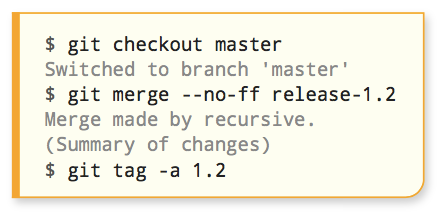 $ git checkout master
Switched to branch 'master'
$ git merge --no-ff release-1.2
Merge made by recursive.
(Summary of changes)
$ git tag -a 1.2